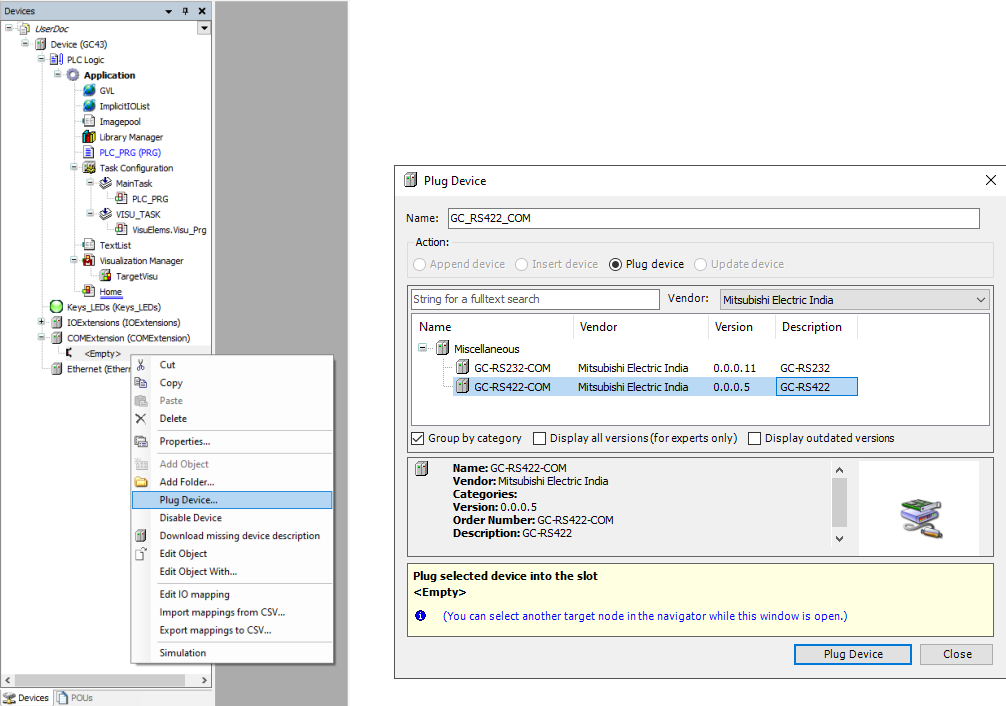 Devices
UserDoc
Device (GC43)
PLC Logic
Application
GVL
ImplicitIOList
Imagepool
Library Manager
PLC_PRG (PRG)
Task Configuration
MainTask
PLC_PRG
VISU_TASK
VisuElems.Visu_Prg
TextList
Visualization Manager
TargetVisu
Home
Keys_LEDs (Keys_LEDs)
IOExtensions (IOExtensions)
COMExtension (COMExtension)
<Empty>
Ethernet (Ethern
Cut
Copy
Paste
Delete
Properties...
Add Object
Add Folder...
Plug Device...
Disable Device
Download missing device description
Edit Object
Edit Object With...
Edit IO mapping
Import mappings from CSV...
Export mappings to CSV...
Simulation
Devices POUs
Plug Device
Name: GC_RS422_COM
Action:
Append device Insert device Plug device Update device
String for a fulltext search Vendor: Mitsubishi Electric India
Name Vendor Version Description
Miscellaneous
GC-RS232-COM Mitsubishi Electric India 0.0.0.11 GC-RS232
GC-RS422-COM Mitsubishi Electric India 0.0.0.5 GC-RS422
Group by category Display all versions (for experts only) Display outdated versions
Name: GC-RS422-COM
Vendor: Mitsubishi Electric India
Categories:
Version: 0.0.0.5
Order Number: GC-RS422-COM
Description: GC-RS422
Plug selected device into the slot
<Empty>
(You can select another target node in the navigator while this window is open.)
Plug Device Close